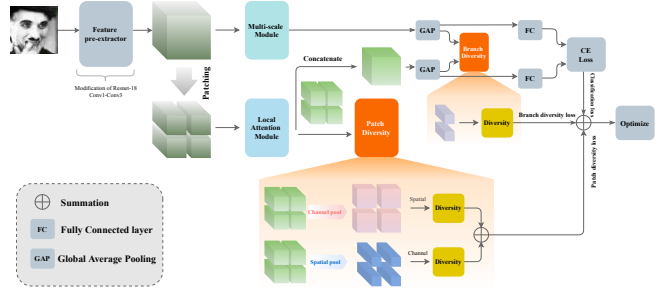 Feature
pre-extractor
Modification of Resnet-18
Conv1-Conv3
Patching
Multi-scale
Module
Local
Attention
Module
Concatenate
Patch
Diversity
GAP
GAP
Branch
Diversity
FC
FC
CE
Loss
Classification loss
Diversity
Branch diversity loss
Optimize
Patch diversity loss
Channel pool
Spatial
Diversity
Spatial pool
Channel
Diversity
Summation
FC
Fully Connected layer
GAP
Global Average Pooling